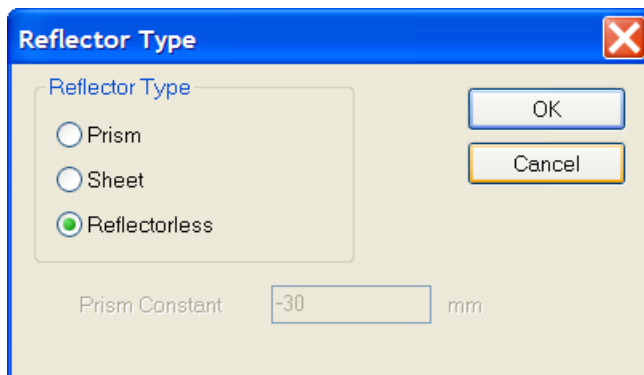 Reflector Type
Reflector Type
Prism
Sheet
Reflectorless
OK
Cancel
Prism Constant -30 mm